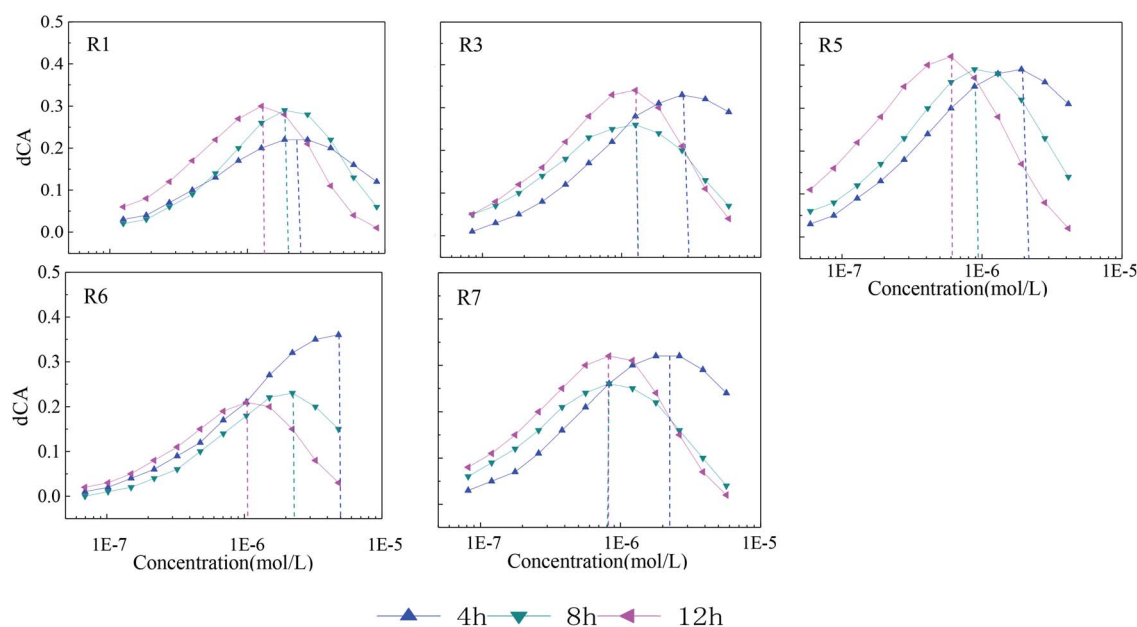 0.5
0.4
0.3
0.2
0.1
0.0
dCA
R1
R3
R5
1E-7
1E-6
1E-5
Concentration(mol/L)
0.5
0.4
0.3
0.2
0.1
0.0
dCA
R6
R7
1E-7
1E-6
1E-5
1E-7
1E-6
1E-5
Concentration(mol/L)
Concentration(mol/L)
4h 8h 12h